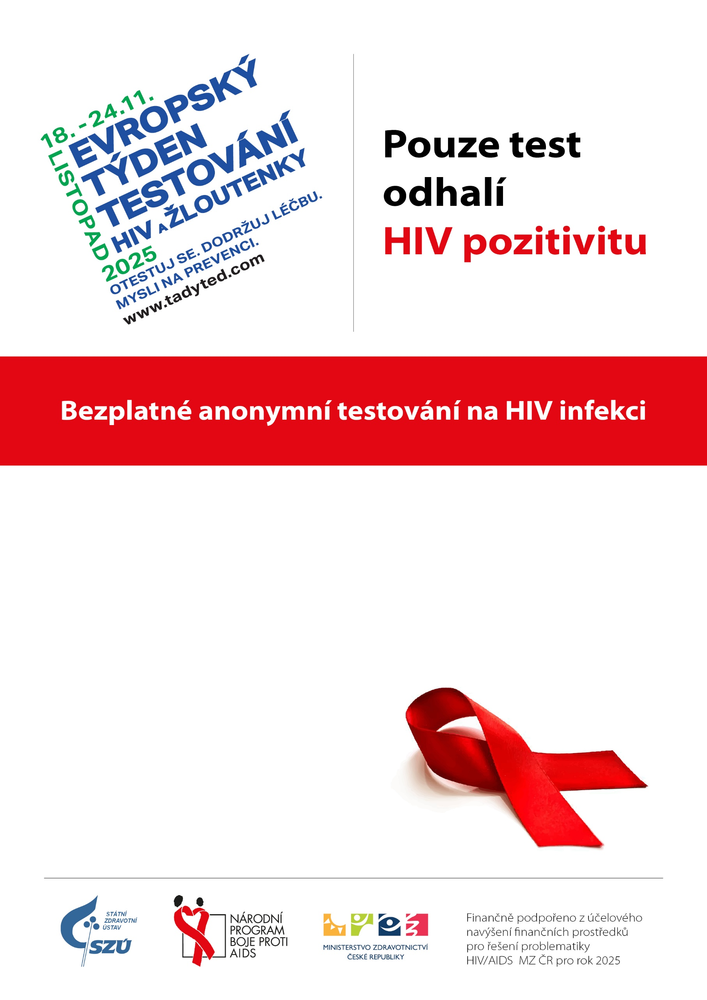 18. - 24.11.
LISTOPAD
2025
EVROPSKÝ
TÝDEN
TESTOVÁNÍ
HIV A ŽLOUTENKY
OTESTUJ SE. DODRŽUJ LÉČBU.
MYSLI NA PREVENCI.
www.tadyted.com
Pouze test
odhalí
HIV pozitivitu
Bezplatné anonymní testování na HIV infekci
STÁTNÍ
ZDRAVOTNÍ
ÚSTAV
SZÚ
NÁRODNÍ
PROGRAM
BOJE PROTI
AIDS
MINISTERSTVO ZDRAVOTNICTVÍ
ČESKÉ REPUBLIKY
Finančně podpořeno z účelového
navýšení finančních prostředků
pro řešení problematiky
HIV/AIDS MZ ČR pro rok 2025